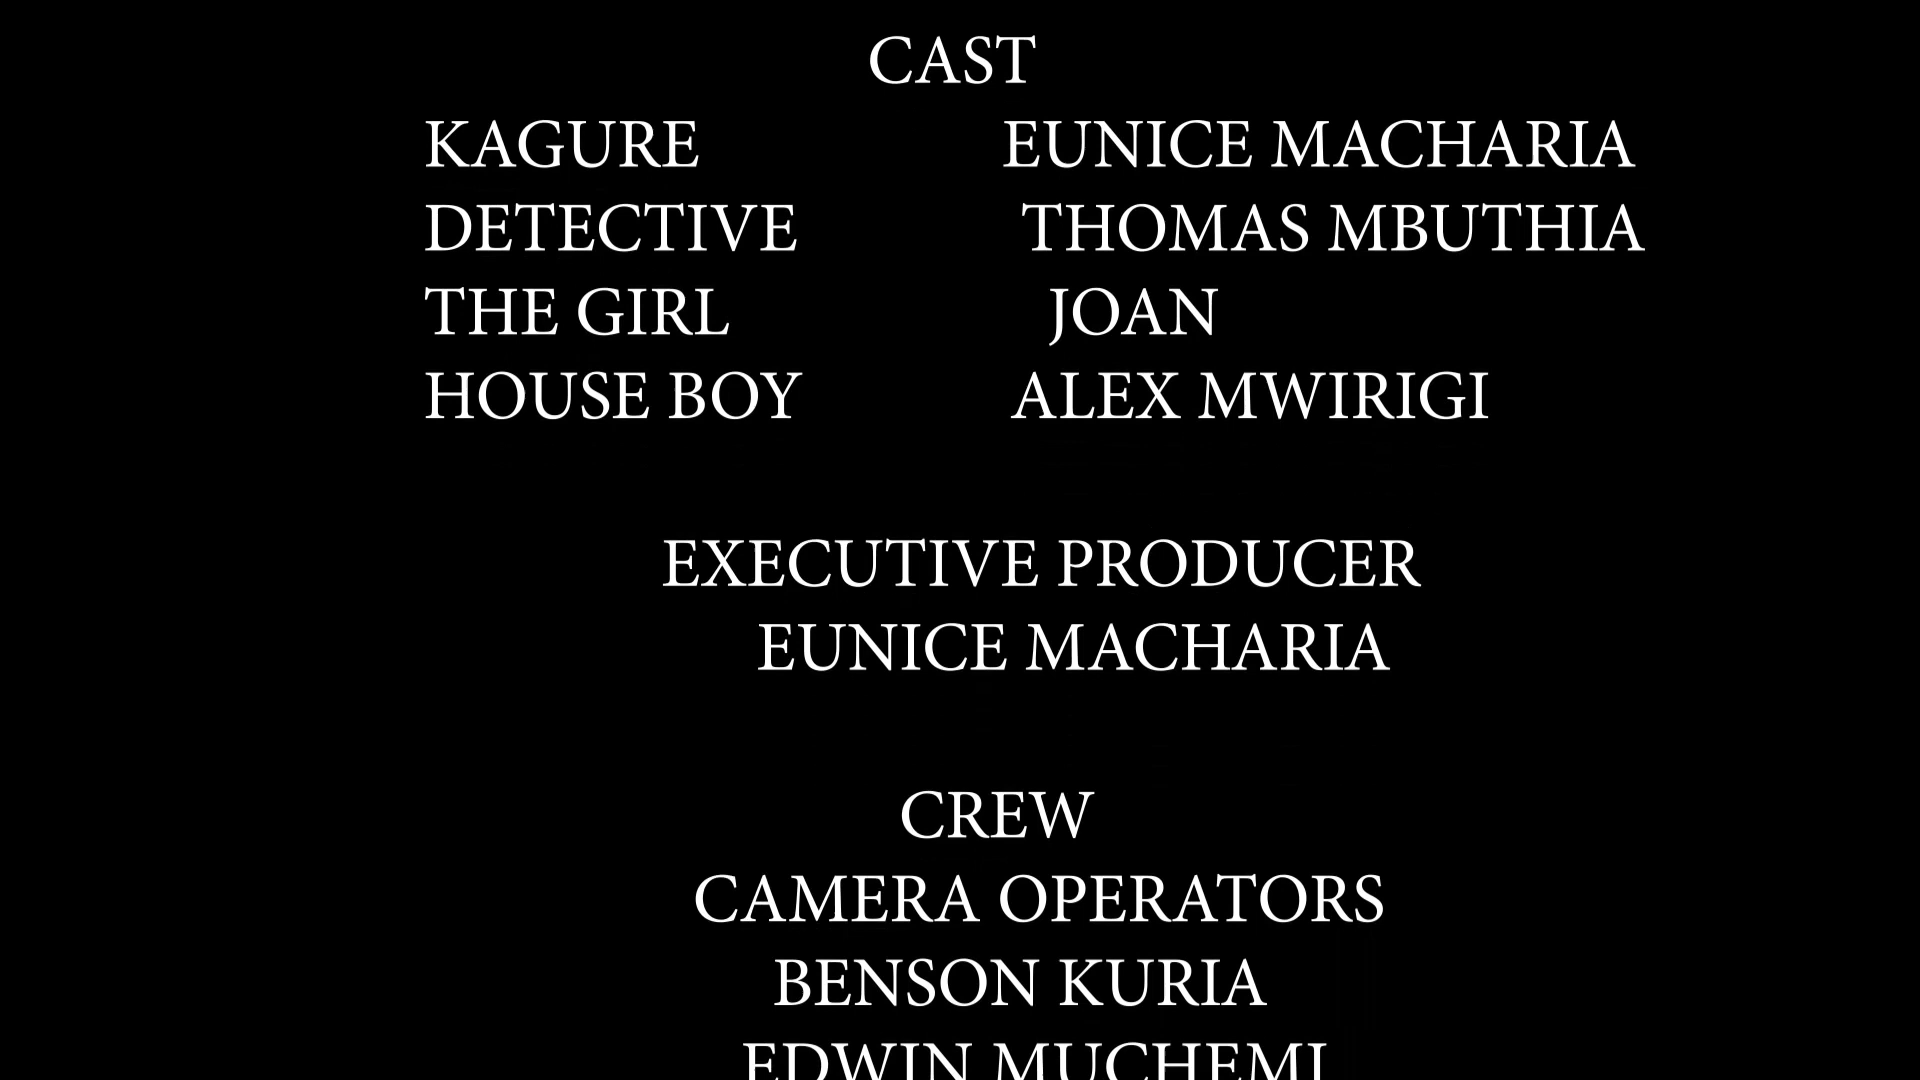 CAST
KAGURE EUNICE MACHARIA
DETECTIVE THOMAS MBUTHIA
THE GIRL JOAN
HOUSE BOY ALEX MWIRIGI
EXECUTIVE PRODUCER
EUNICE MACHARIA
CREW
CAMERA OPERATORS
BENSON KURIA
EDWIN MUCHEMI